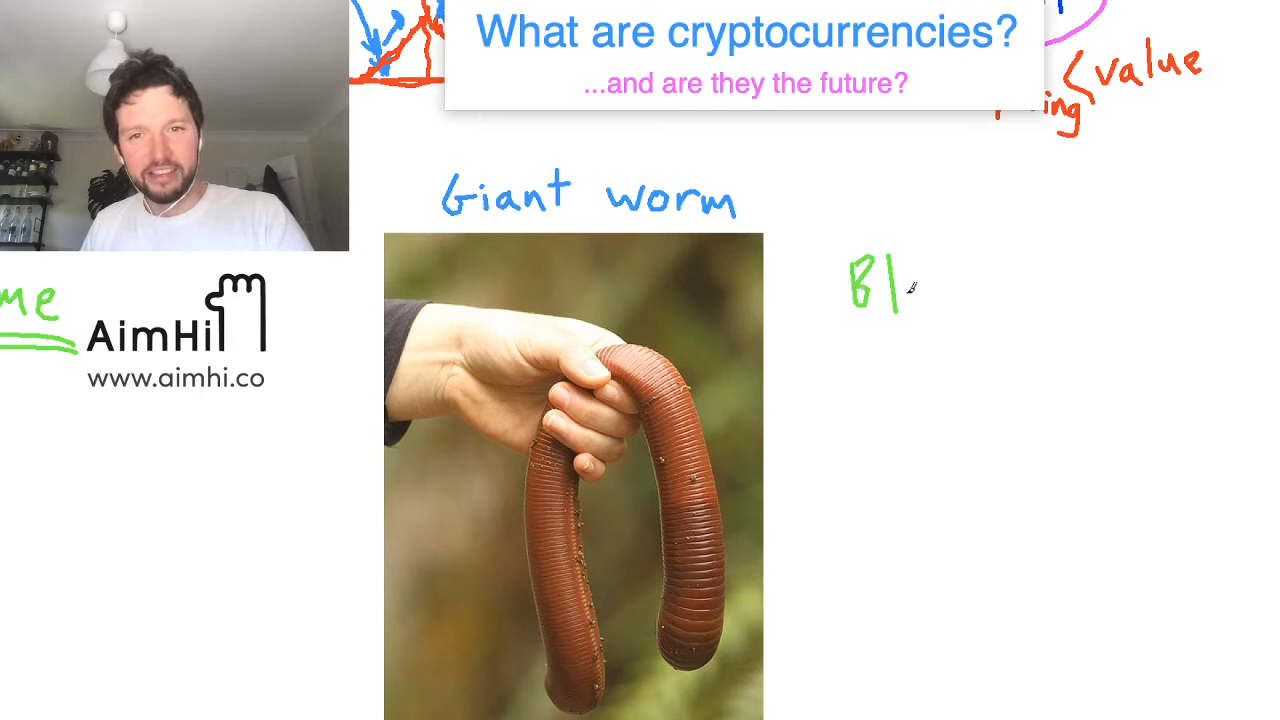 What are cryptocurrencies?
...and are they the future?
value
Giant worm
Bl
me
AimHi
www.aimhi.co